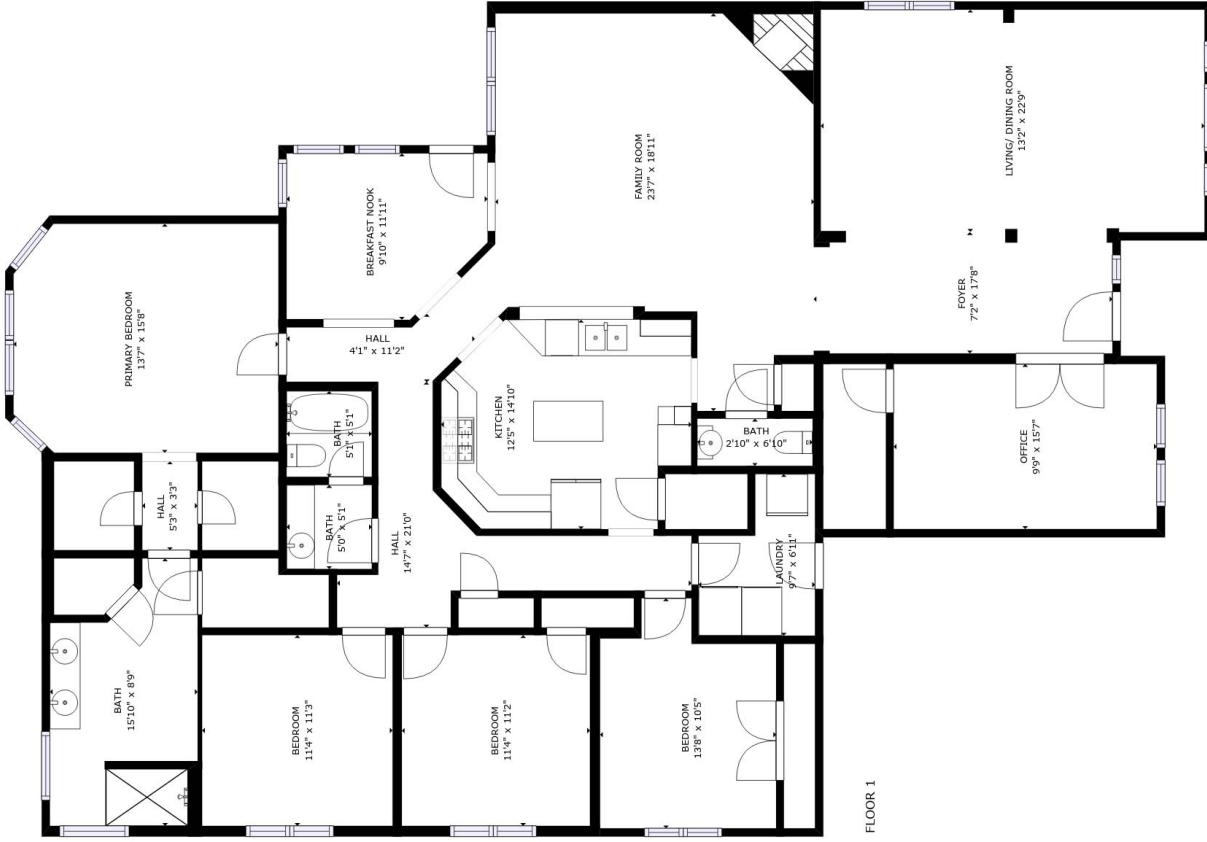 LIVING/ DINING ROOM
13'2" x 22'9"
FAMILY ROOM
23'7" x 18'11"
BREAKFAST NOOK
9'10" x 11'11"
FOYER
7'2" x 17'8"
PRIMARY BEDROOM
13'7" x 15'8"
HALL
4'1" x 11'2"
KITCHEN
12'5" x 14'10"
BATH
5'1" x 5'1"
BATH
2'10" x 6'10"
OFFICE
9'9" x 15'7"
HALL
5'3" x 3'3"
BATH
5'0" x 5'1"
HALL
14'7" x 21'0"
LAUNDRY
9'7" x 6'11"
BATH
15'10" x 8'9"
BEDROOM
11'4" x 11'3"
BEDROOM
11'4" x 11'2"
BEDROOM
13'8" x 10'5"
FLOOR 1